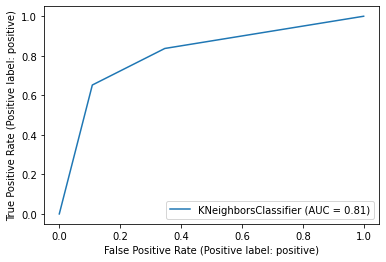 True Positive Rate (Positive label: positive)
1.0
0.8
0.6
0.4
0.2
0.0
KNeighborsClassifier (AUC = 0.81)
0.0 0.2 0.4 0.6 0.8 1.0
False Positive Rate (Positive label: positive)